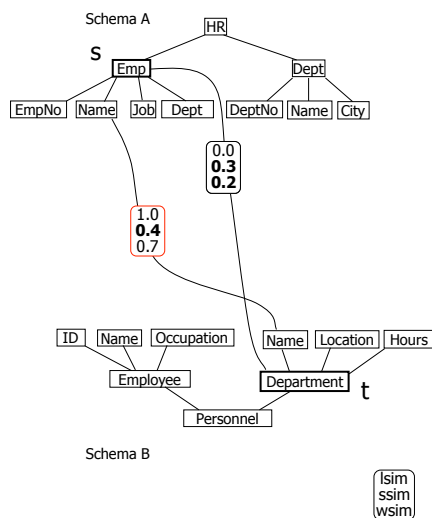 Schema A
HR
s
Emp
Dept
EmpNo Name Job Dept DeptNo Name City
0.0
0.3
0.2
1.0
0.4
0.7
ID Name Occupation Name Location Hours
Employee Department
t
Personnel
Schema B
lsim
ssim
wsim